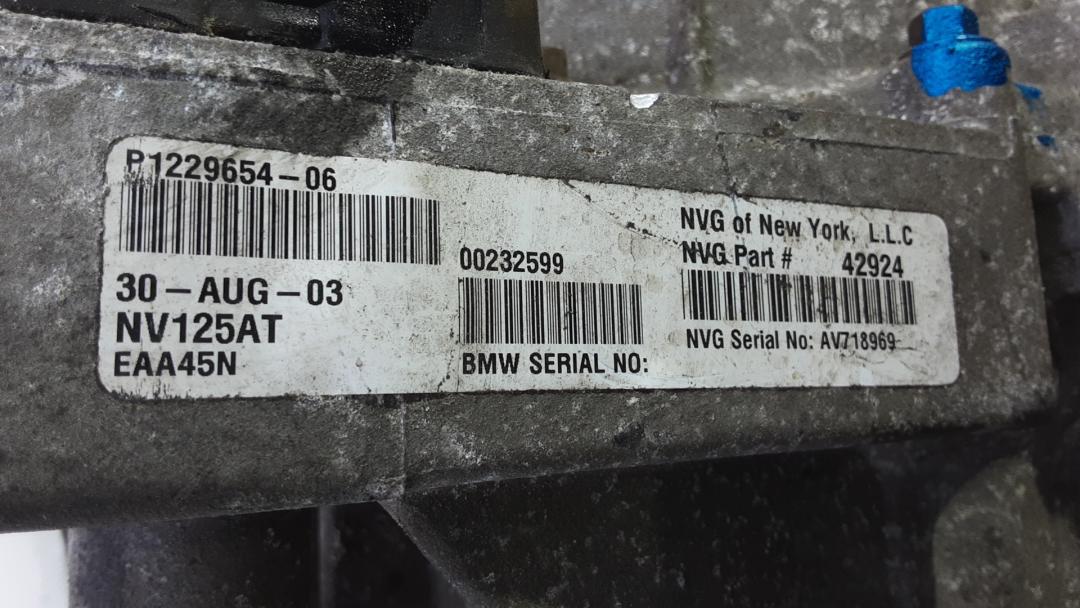 P1229654-06
30-AUG-03
NV125AT
EAA45N
00232599
BMW SERIAL NO:
NVG of New York, L.L.C
NVG Part # 42924
NVG Serial No: AV718969